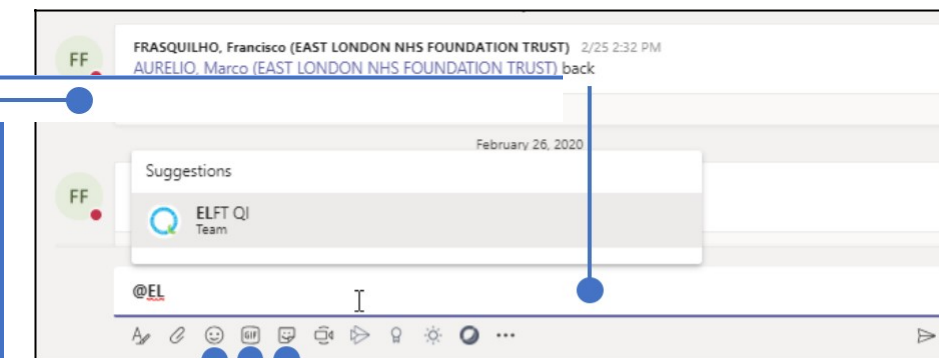 FF
FRASQUILHO, Francisco (EAST LONDON NHS FOUNDATION TRUST) 2/25 2:32 PM
AURELIO, Marco (EAST LONDON NHS FOUNDATION TRUST) back
February 26, 2020
Suggestions
FF
ELFT QI
Team
@EL
GIF